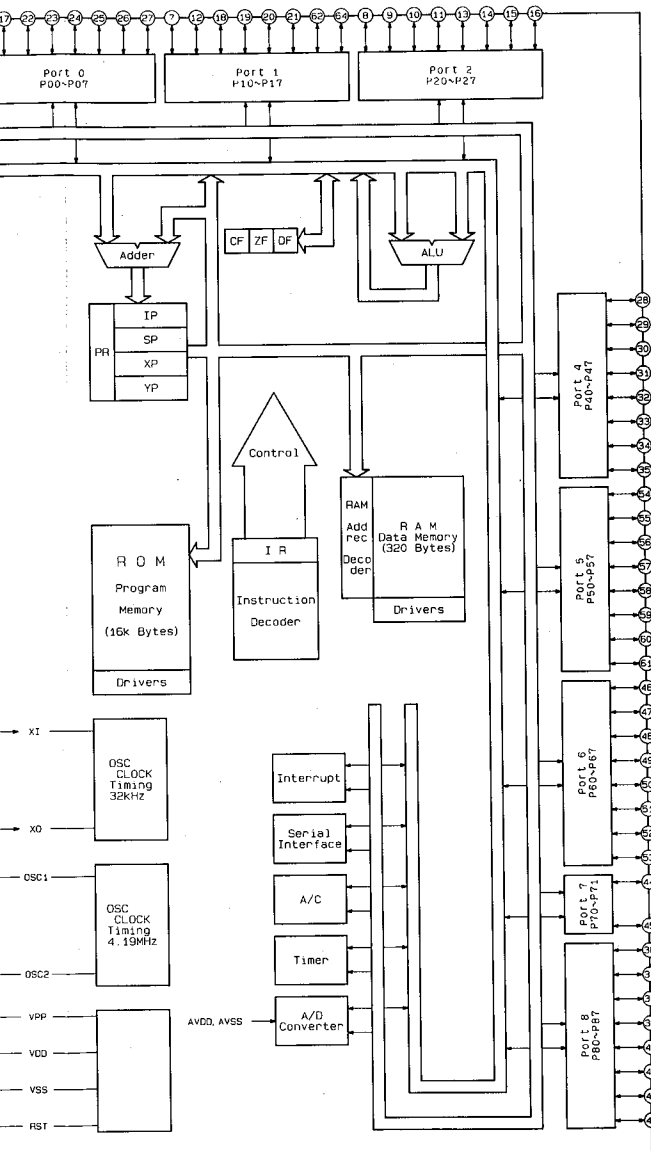 17 22 23 24 25 26 27 7 12 18 19 20 21 62 64 8 9 10 11 13 14 15 16
Port 0
P00~P07
Port 1
P10~P17
Port 2
P20~P27
Adder
CF ZF DF
ALU
PR
IP
SP
XP
YP
Control
RAM
Add
rec
Deco
der
RAM
Data Memory
(320 Bytes)
Drivers
IR
Instruction
Decoder
ROM
Program
Memory
(16k Bytes)
Drivers
XI
XO
OSC
CLOCK
Timing
32kHz
OSC1
OSC2
OSC
CLOCK
Timing
4.19MHz
VPP
VDD
VSS
RST
Interrupt
Serial
Interface
A/C
Timer
AVDD, AVSS
A/D
Converter
Port 4
P40~P47
28
29
30
31
32
33
34
35
Port 5
P50~P57
54
55
56
57
58
59
60
61
Port 6
P60~P67
46
47
48
49
50
51
52
53
Port 7
P70~P71
Port 8
P80~P87